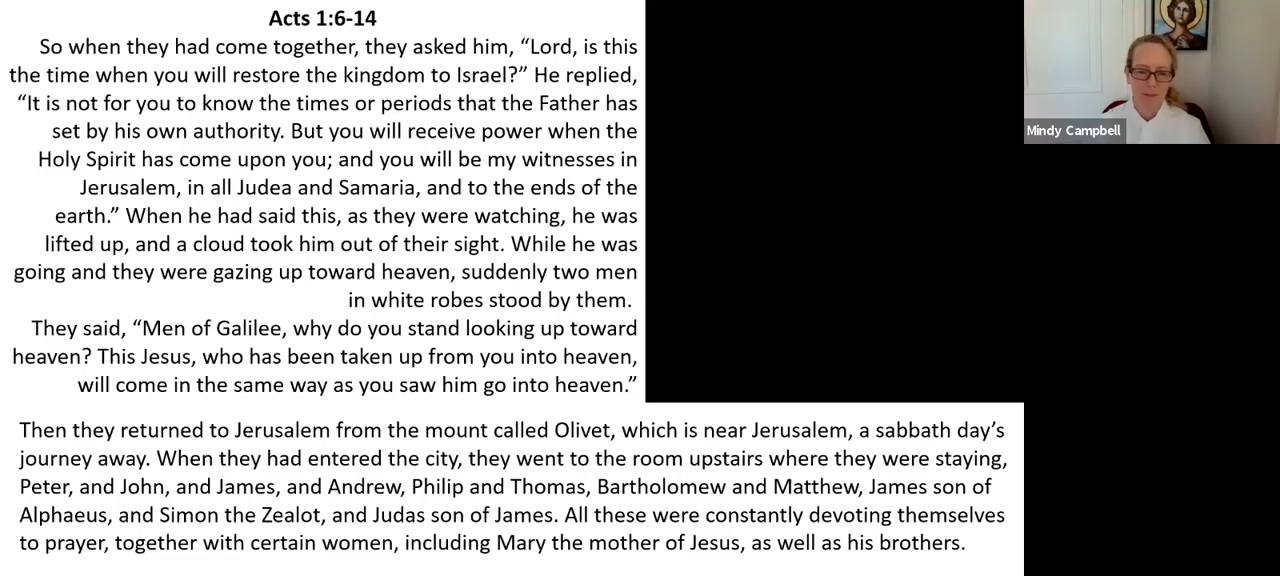 Acts 1:6-14
So when they had come together, they asked him, “Lord, is this
the time when you will restore the kingdom to Israel?” He replied,
“It is not for you to know the times or periods that the Father has
set by his own authority. But you will receive power when the
Holy Spirit has come upon you; and you will be my witnesses in
Jerusalem, in all Judea and Samaria, and to the ends of the
earth.” When he had said this, as they were watching, he was
lifted up, and a cloud took him out of their sight. While he was
going and they were gazing up toward heaven, suddenly two men
in white robes stood by them.
They said, “Men of Galilee, why do you stand looking up toward
heaven? This Jesus, who has been taken up from you into heaven,
will come in the same way as you saw him go into heaven.”
Then they returned to Jerusalem from the mount called Olivet, which is near Jerusalem, a sabbath day’s
journey away. When they had entered the city, they went to the room upstairs where they were staying,
Peter, and John, and James, and Andrew, Philip and Thomas, Bartholomew and Matthew, James son of
Alphaeus, and Simon the Zealot, and Judas son of James. All these were constantly devoting themselves
to prayer, together with certain women, including Mary the mother of Jesus, as well as his brothers.
Mindy Campbell